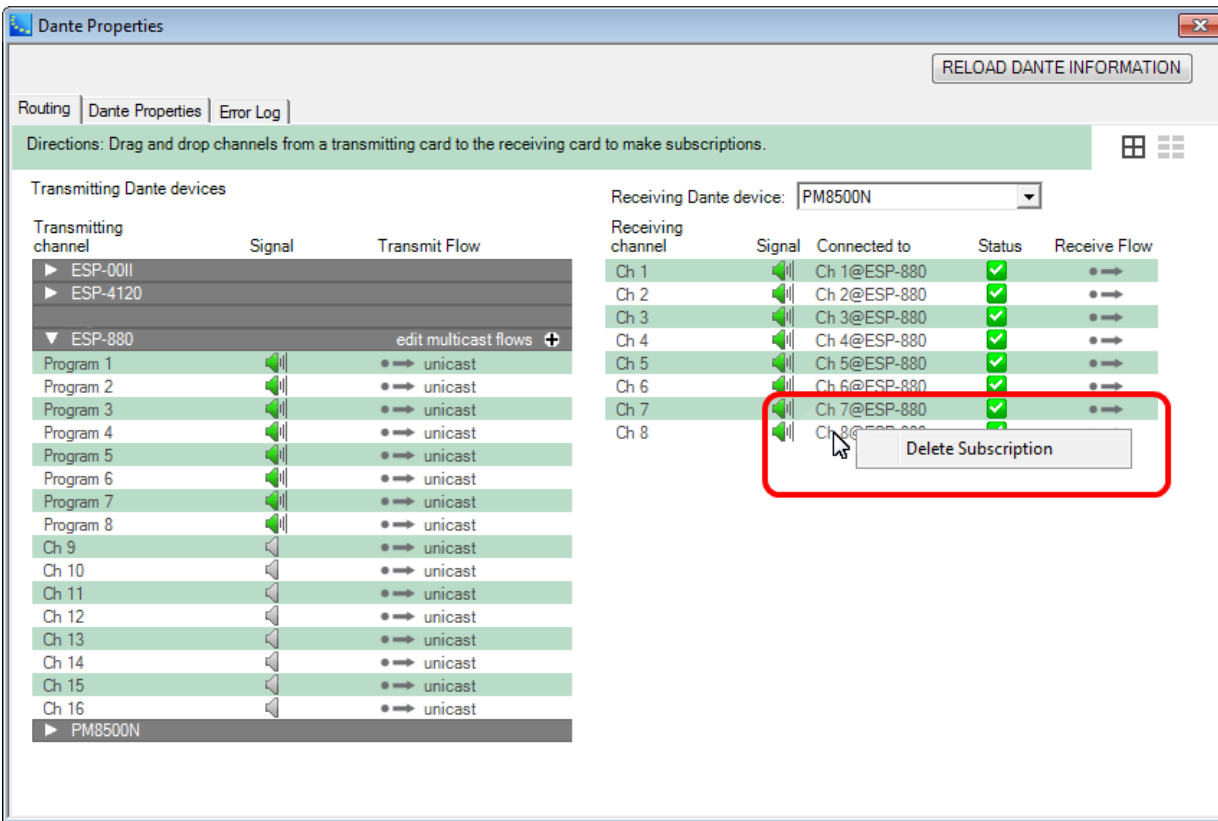 Dante Properties
RELOAD DANTE INFORMATION
Routing Dante Properties Error Log
Directions: Drag and drop channels from a transmitting card to the receiving card to make subscriptions.
Transmitting Dante devices
Transmitting
channel Signal Transmit Flow
ESP-00II
ESP-4120
ESP-880 edit multicast flows
Program 1 unicast
Program 2 unicast
Program 3 unicast
Program 4 unicast
Program 5 unicast
Program 6 unicast
Program 7 unicast
Program 8 unicast
Ch 9 unicast
Ch 10 unicast
Ch 11 unicast
Ch 12 unicast
Ch 13 unicast
Ch 14 unicast
Ch 15 unicast
Ch 16 unicast
PM8500N
Receiving Dante device: PM8500N
Receiving
channel Signal Connected to Status Receive Flow
Ch 1 Ch 1@ESP-880
Ch 2 Ch 2@ESP-880
Ch 3 Ch 3@ESP-880
Ch 4 Ch 4@ESP-880
Ch 5 Ch 5@ESP-880
Ch 6 Ch 6@ESP-880
Ch 7 Ch 7@ESP-880
Ch 8
Delete Subscription